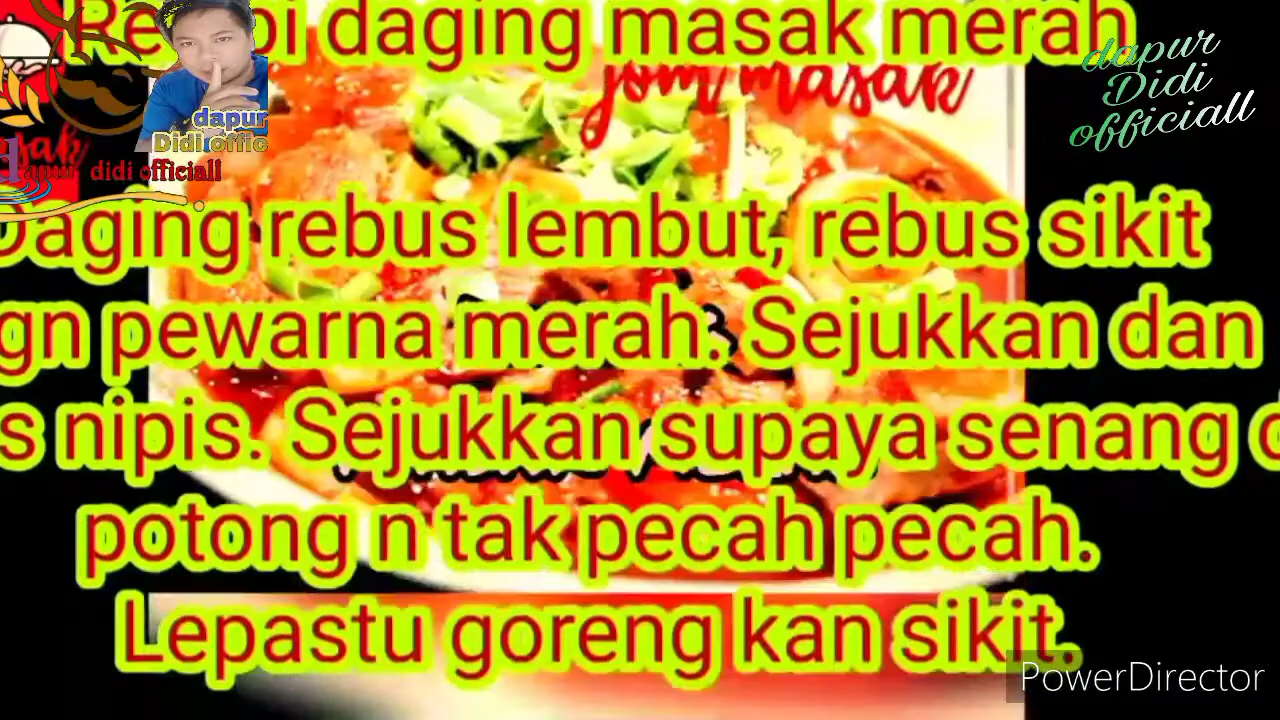 daging masak merah
jom masak
dapur
Didi
officiall
dapur
Didi offic
dapur didi officiall
Daging rebus lembut, rebus sikit
gn pewarna merah. Sejukkan dan
s nipis. Sejukkan supaya senang
potong n tak pecah pecah.
Lepastu goreng kan sikit.
PowerDirector